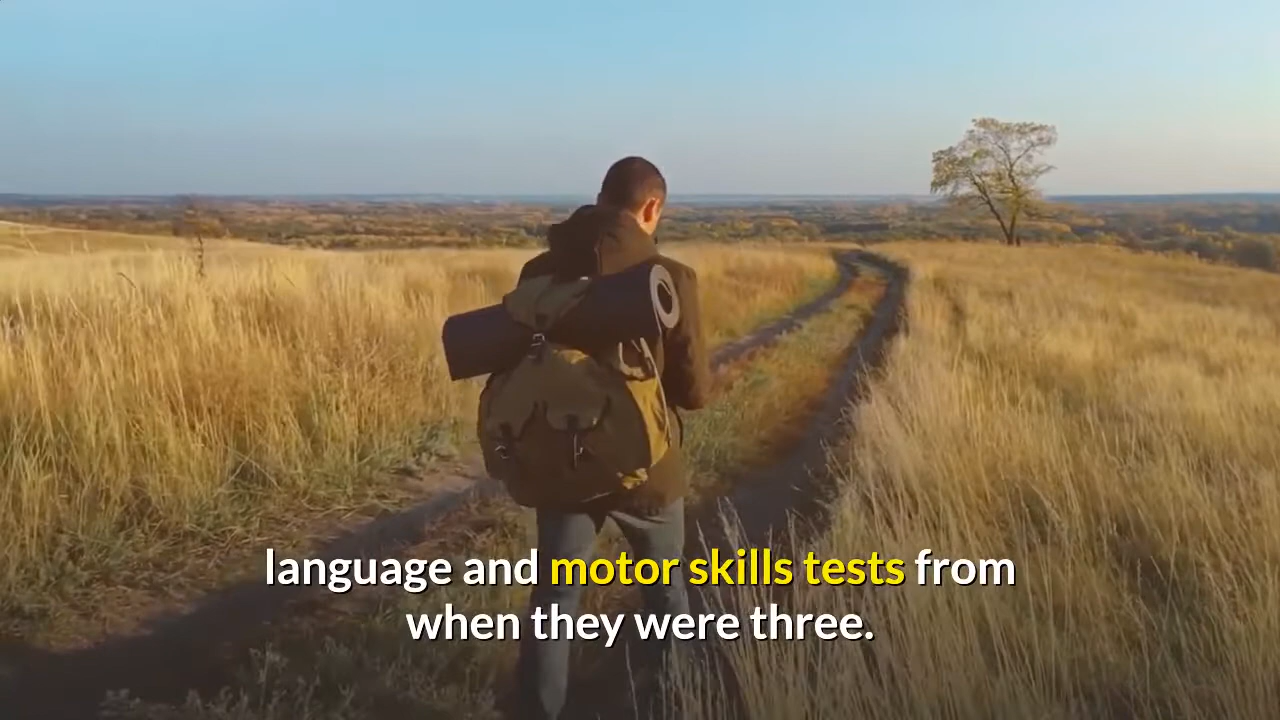 language and motor skills tests from
when they were three.